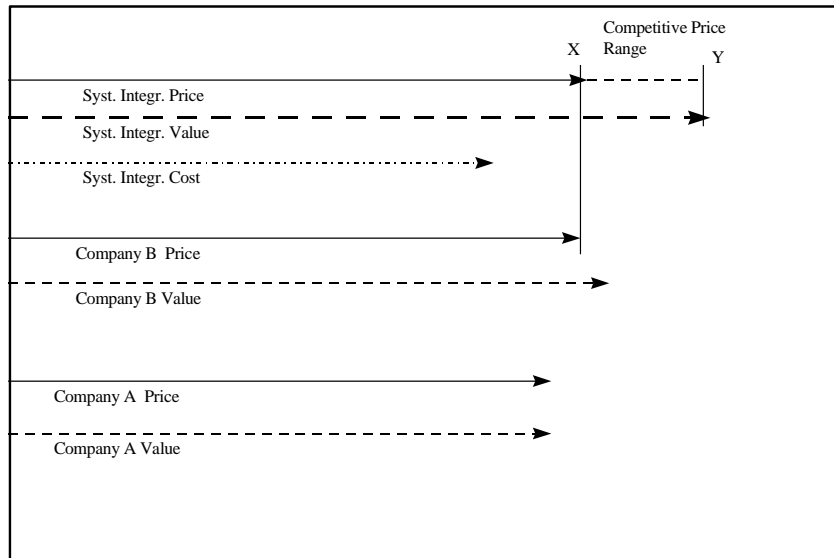 Competitive Price
Range
X
Y
Syst. Integr. Price
Syst. Integr. Value
Syst. Integr. Cost
Company B  Price
Company B Value
Company A  Price
Company A Value